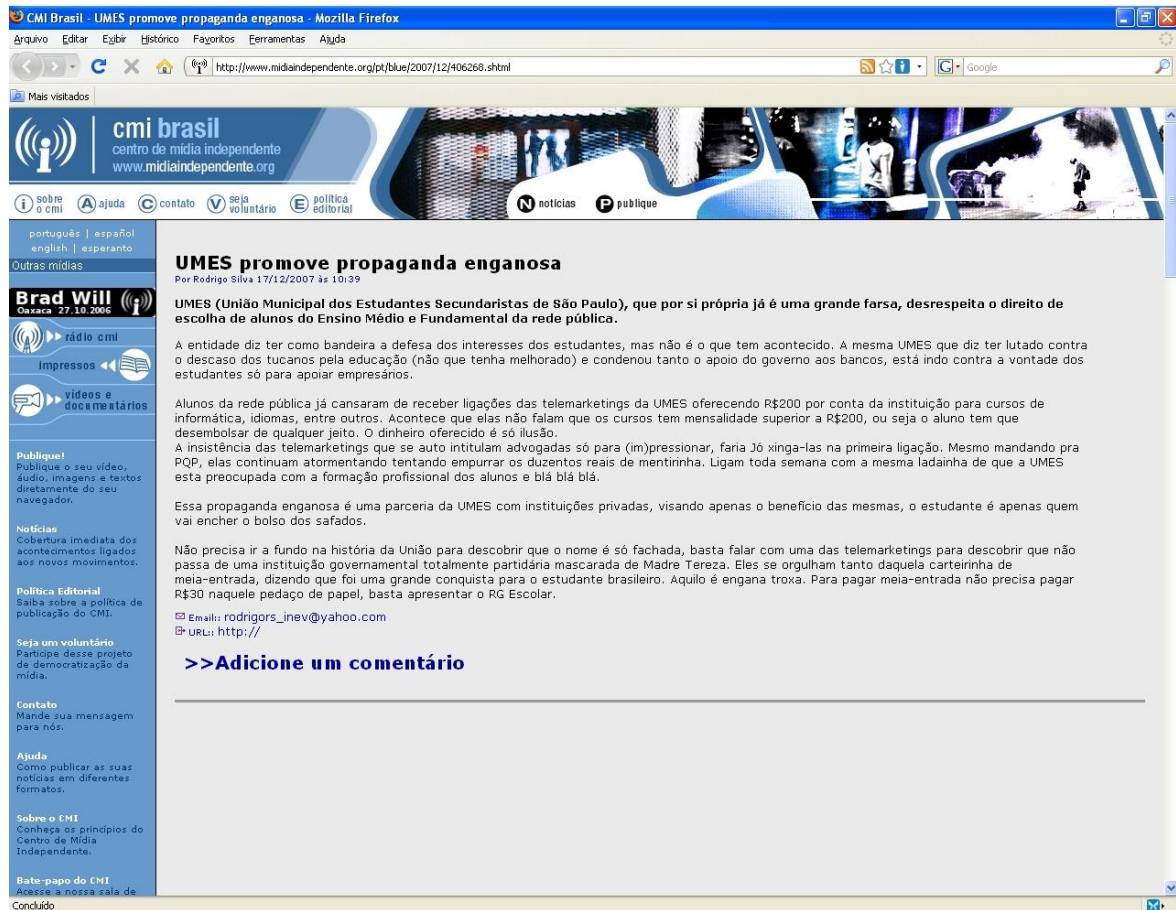 CMI Brasil - UMES promove propaganda enganosa - Mozilla Firefox
Arquivo Editar Exibir Histórico Favoritos Ferramentas Ajuda
http://www.midiaindependente.org/pt/blue/2007/12/406268.shtml
G Google
Mais visitados
cmi brasil
centro de mídia independente
www.midiaindependente.org
i sobre o cmi A ajuda C contato V seja voluntário E política editorial
N notícias P publique
português | español
english | esperanto
Outras mídias
Brad Will
Oaxaca 27.10.2006
rádio cmi
impressos
vídeos e
documentários
Publique!
Publique o seu vídeo,
áudio, imagens e textos
diretamente do seu
navegador.
Notícias
Cobertura imediata dos
acontecimentos ligados
aos novos movimentos.
Política Editorial
Saiba sobre a política de
publicação do CMI.
Seja um voluntário
Participe desse projeto
de democratização da
mídia.
Contato
Mande sua mensagem
para nós.
Ajuda
Como publicar as suas
notícias em diferentes
formatos.
Sobre o CMI
Conheça os princípios do
Centro de Mídia
Independente.
Bate-papo do CMI
Acesse a nossa sala de
UMES promove propaganda enganosa
Por Rodrigo Silva 17/12/2007 às 10:39
UMES (União Municipal dos Estudantes Secundaristas de São Paulo), que por si própria já é uma grande farsa, desrespeita o direito de
escolha de alunos do Ensino Médio e Fundamental da rede pública.
A entidade diz ter como bandeira a defesa dos interesses dos estudantes, mas não é o que tem acontecido. A mesma UMES que diz ter lutado contra
o descaso dos tucanos pela educação (não que tenha melhorado) e condenou tanto o apoio do governo aos bancos, está indo contra a vontade dos
estudantes só para apoiar empresários.
Alunos da rede pública já cansaram de receber ligações das telemarketings da UMES oferecendo R$200 por conta da instituição para cursos de
informática, idiomas, entre outros. Acontece que elas não falam que os cursos tem mensalidade superior a R$200, ou seja o aluno tem que
desembolsar de qualquer jeito. O dinheiro oferecido é só ilusão.
A insistência das telemarketings que se auto intitulam advogadas só para (im)pressionar, faria Jó xinga-las na primeira ligação. Mesmo mandando pra
PQP, elas continuam atormentando tentando empurrar os duzentos reais de mentirinha. Ligam toda semana com a mesma ladainha de que a UMES
esta preocupada com a formação profissional dos alunos e blá blá blá.
Essa propaganda enganosa é uma parceria da UMES com instituições privadas, visando apenas o benefício das mesmas, o estudante é apenas quem
vai encher o bolso dos safados.
Não precisa ir a fundo na história da União para descobrir que o nome é só fachada, basta falar com uma das telemarketings para descobrir que não
passa de uma instituição governamental totalmente partidária mascarada de Madre Tereza. Eles se orgulham tanto daquela carteirinha de
meia-entrada, dizendo que foi uma grande conquista para o estudante brasileiro. Aquilo é engana troxa. Para pagar meia-entrada não precisa pagar
R$30 naquele pedaço de papel, basta apresentar o RG Escolar.
Email:: rodrigors_inev@yahoo.com
URL:: http://
>>Adicione um comentário
Concluído